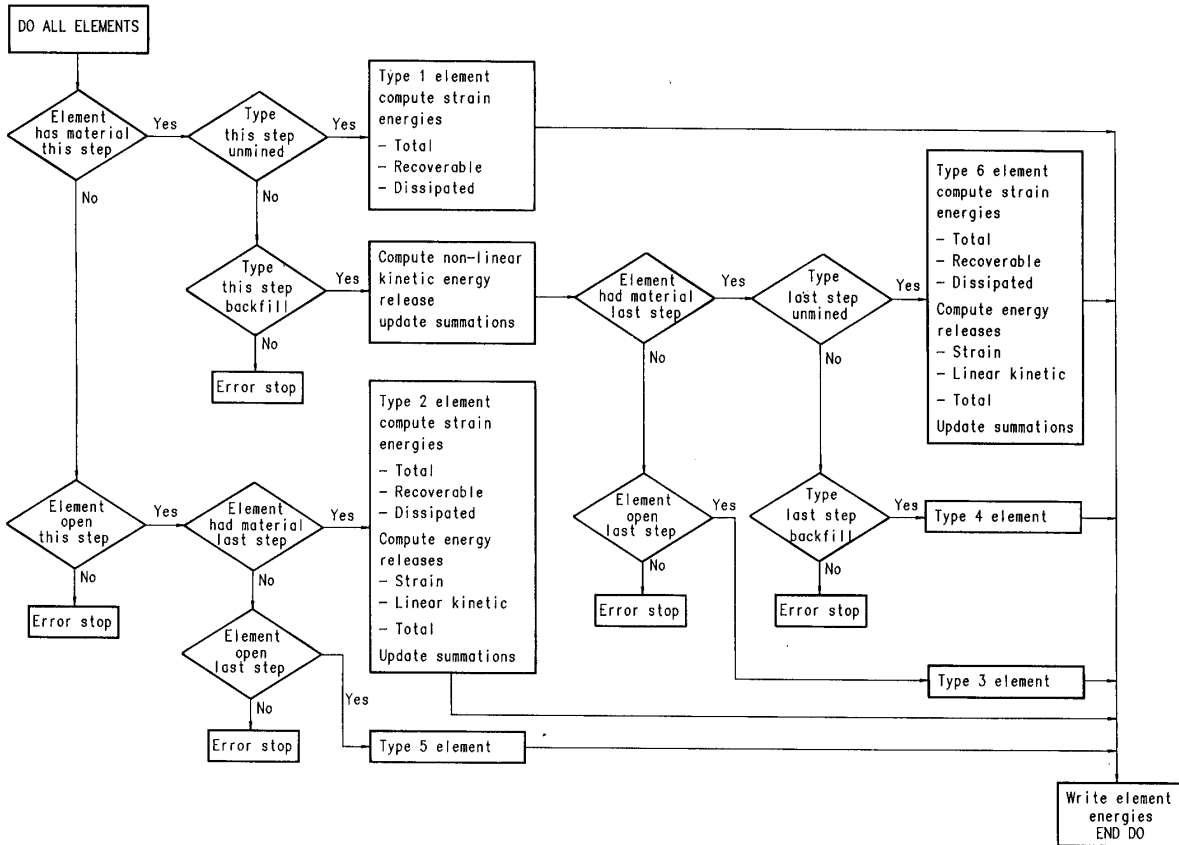 DO ALL ELEMENTS
Element
has material
this step
Yes
No
Type
this step
unmined
Yes
No
Type 1 element
compute strain
energies
– Total
– Recoverable
– Dissipated
Type
this step
backfill
Yes
No
Error stop
Compute non-linear
kinetic energy
release
update summations
Element
had material
last step
Yes
No
Type
last step
unmined
Yes
No
Type 6 element
compute strain
energies
– Total
– Recoverable
– Dissipated
Compute energy
releases
– Strain
– Linear kinetic
– Total
Update summations
Element
open
this step
Yes
No
Error stop
Element
had material
last step
Yes
No
Type 2 element
compute strain
energies
– Total
– Recoverable
– Dissipated
Compute energy
releases
– Strain
– Linear kinetic
– Total
Update summations
Element
open
last step
Yes
No
Error stop
Type
last step
backfill
Yes
No
Error stop
Type 4 element
Element
open
last step
Yes
No
Error stop
Type 3 element
Type 5 element
Write element
energies
END DO